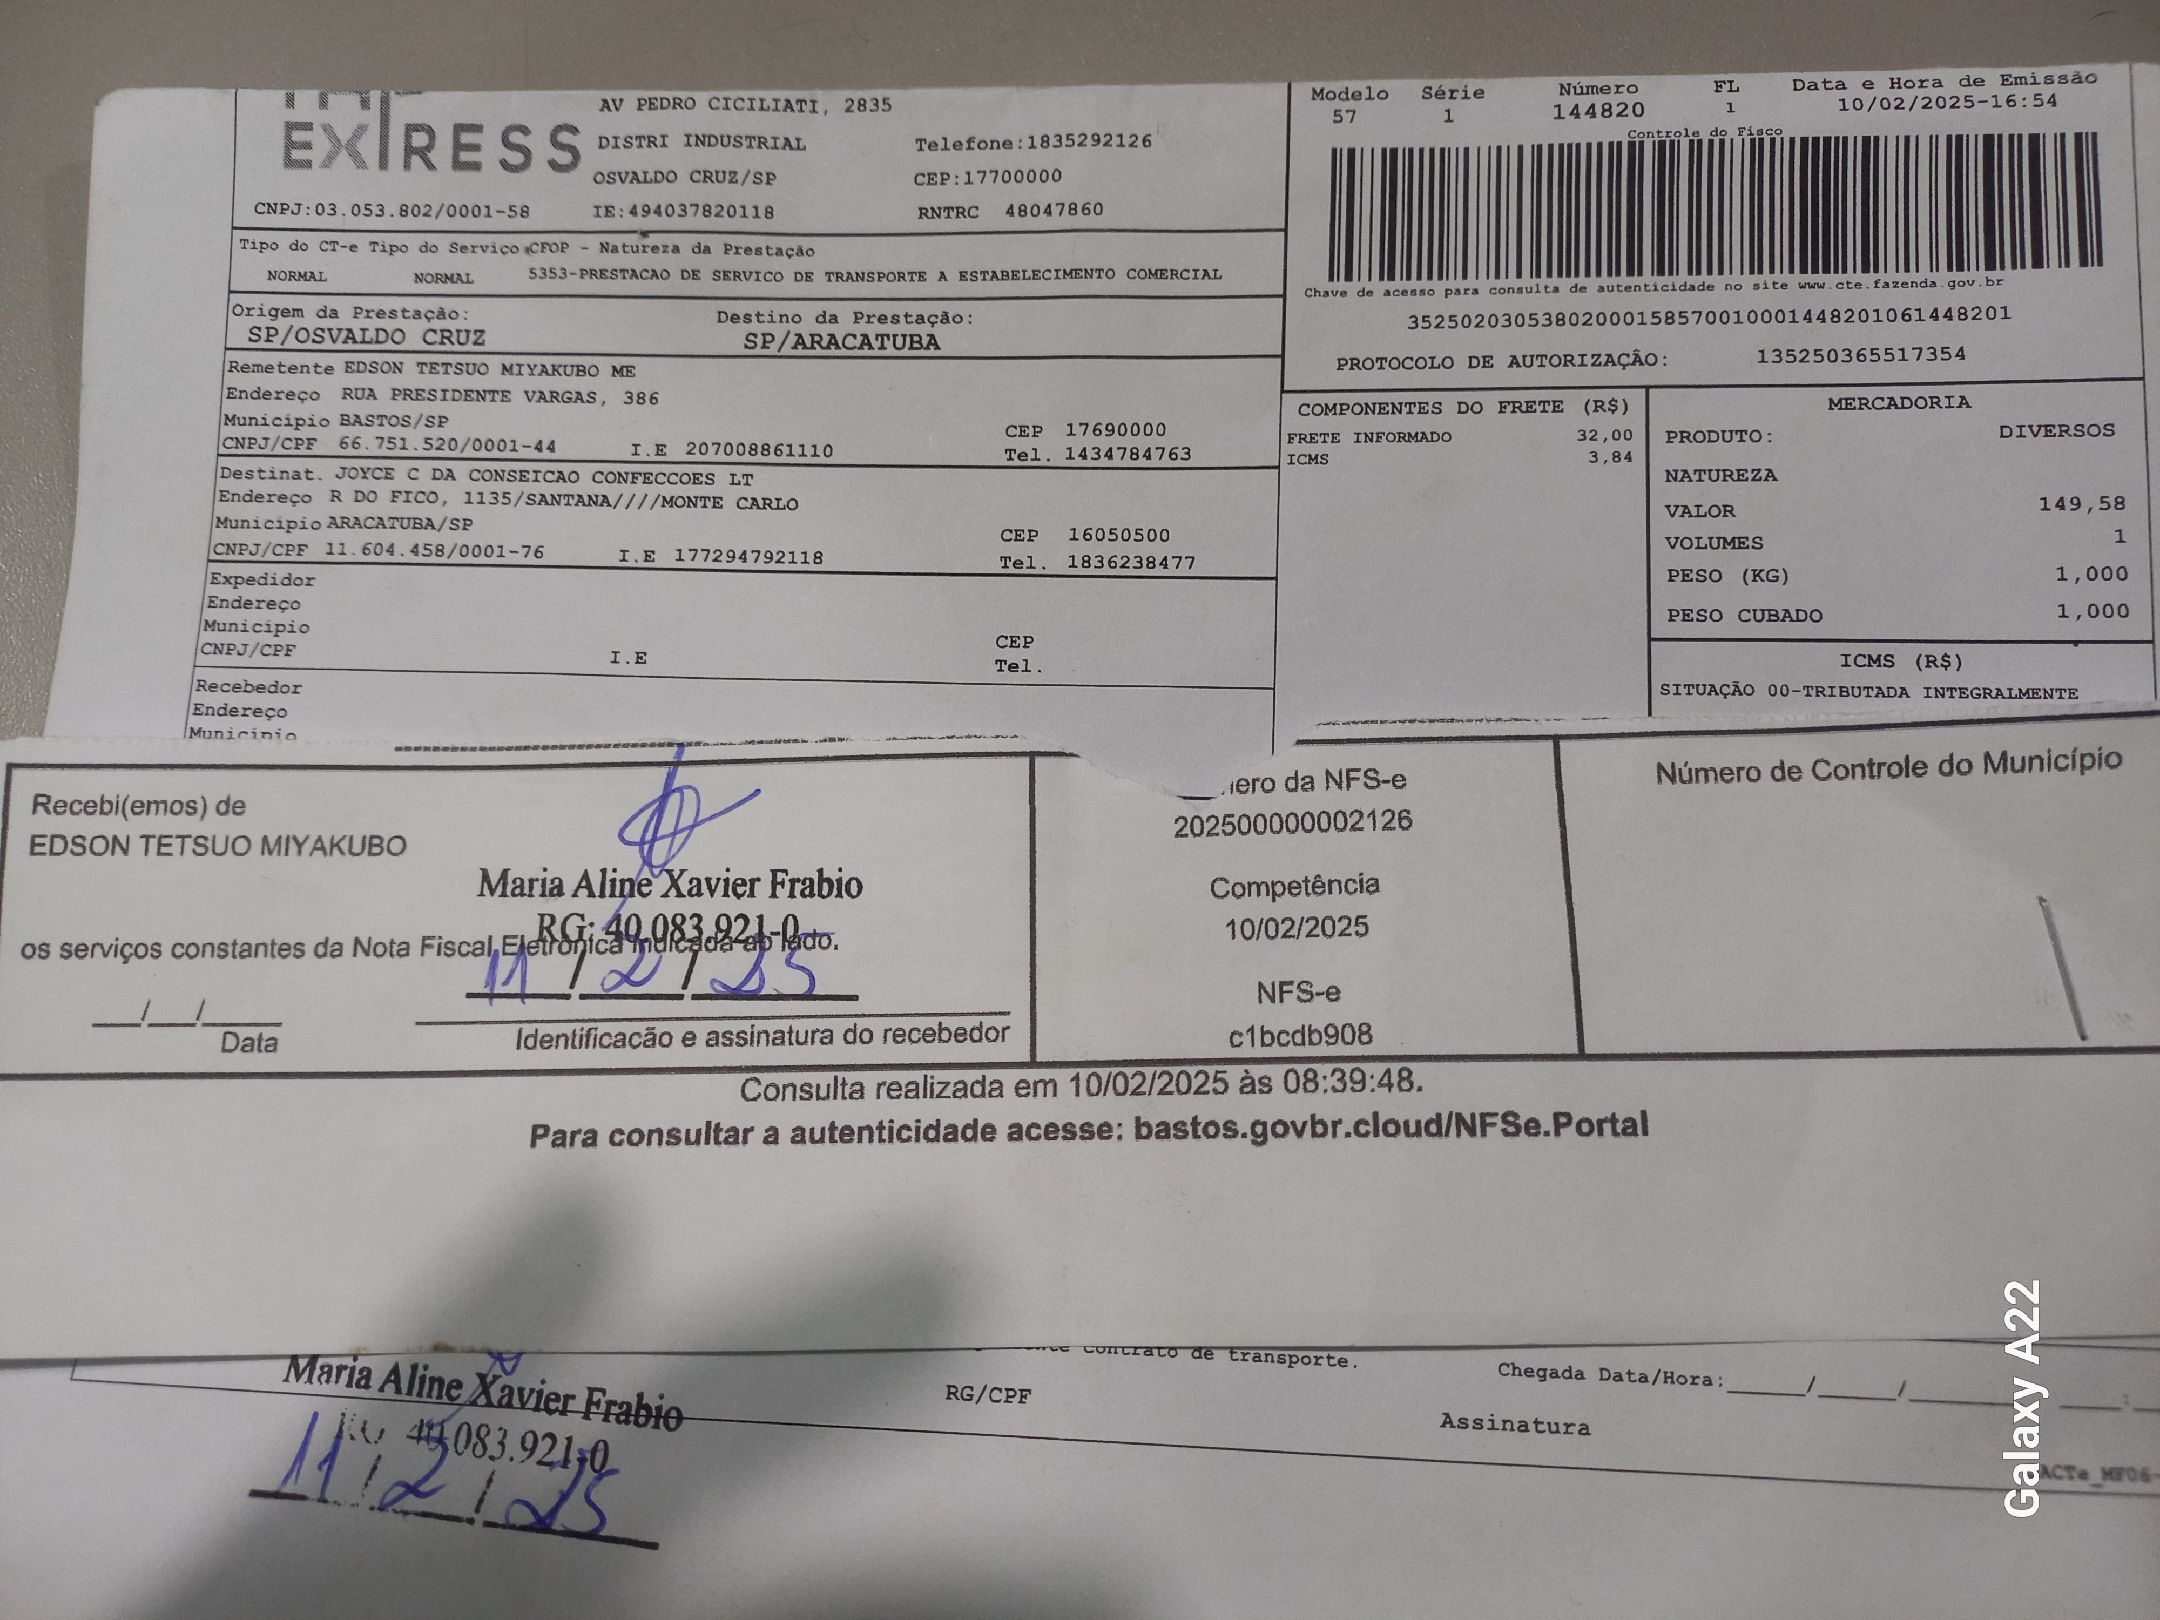 EXPRESS
AV PEDRO CICILIATI, 2835
DISTRI INDUSTRIAL Telefone:1835292126
OSVALDO CRUZ/SP CEP:17700000
CNPJ:03.053.802/0001-58 IE:494037820118 RNTRC 48047860
Tipo do CT-e Tipo do Serviço CFOP - Natureza da Prestação
NORMAL NORMAL 5353-PRESTACAO DE SERVICO DE TRANSPORTE A ESTABELECIMENTO COMERCIAL
Origem da Prestação: Destino da Prestação:
SP/OSVALDO CRUZ SP/ARACATUBA
Remetente EDSON TETSUO MIYAKUBO ME
Endereço RUA PRESIDENTE VARGAS, 386
Município BASTOS/SP CEP 17690000
CNPJ/CPF 66.751.520/0001-44 I.E 207008861110 Tel. 1434784763
Destinat. JOYCE C DA CONSEICAO CONFECCOES LT
Endereço R DO FICO, 1135/SANTANA////MONTE CARLO
Município ARACATUBA/SP CEP 16050500
CNPJ/CPF 11.604.458/0001-76 I.E 177294792118 Tel. 1836238477
Expedidor
Endereço
Município CEP
CNPJ/CPF I.E Tel.
Recebedor
Endereço
Município
Modelo Série Número FL Data e Hora de Emissão
57 1 144820 1 10/02/2025-16:54
Controle do Fisco
Chave de acesso para consulta de autenticidade no site www.cte.fazenda.gov.br
35250203053802000158570010001448201061448201
PROTOCOLO DE AUTORIZAÇÃO: 135250365517354
COMPONENTES DO FRETE (R$)
FRETE INFORMADO 32,00
ICMS 3,84
MERCADORIA
PRODUTO: DIVERSOS
NATUREZA
VALOR 149,58
VOLUMES 1
PESO (KG) 1,000
PESO CUBADO 1,000
ICMS (R$)
SITUAÇÃO 00-TRIBUTADA INTEGRALMENTE
Recebi(emos) de
EDSON TETSUO MIYAKUBO
Maria Aline Xavier Frabio
RG: 40.083.921-0
os serviços constantes da Nota Fiscal Eletrônica indicada ao lado.
11/2/25
__/__/____
Data
Identificação e assinatura do recebedor
da NFS-e
202500000002126
Competência
10/02/2025
NFS-e
c1bcdb908
Número de Controle do Município
Consulta realizada em 10/02/2025 às 08:39:48.
Para consultar a autenticidade acesse: bastos.govbr.cloud/NFSe.Portal
contrato de transporte.
Maria Aline Xavier Frabio
40.083.921-0
11/2/25
RG/CPF
Chegada Data/Hora:____/____/____
Assinatura
Galaxy A22